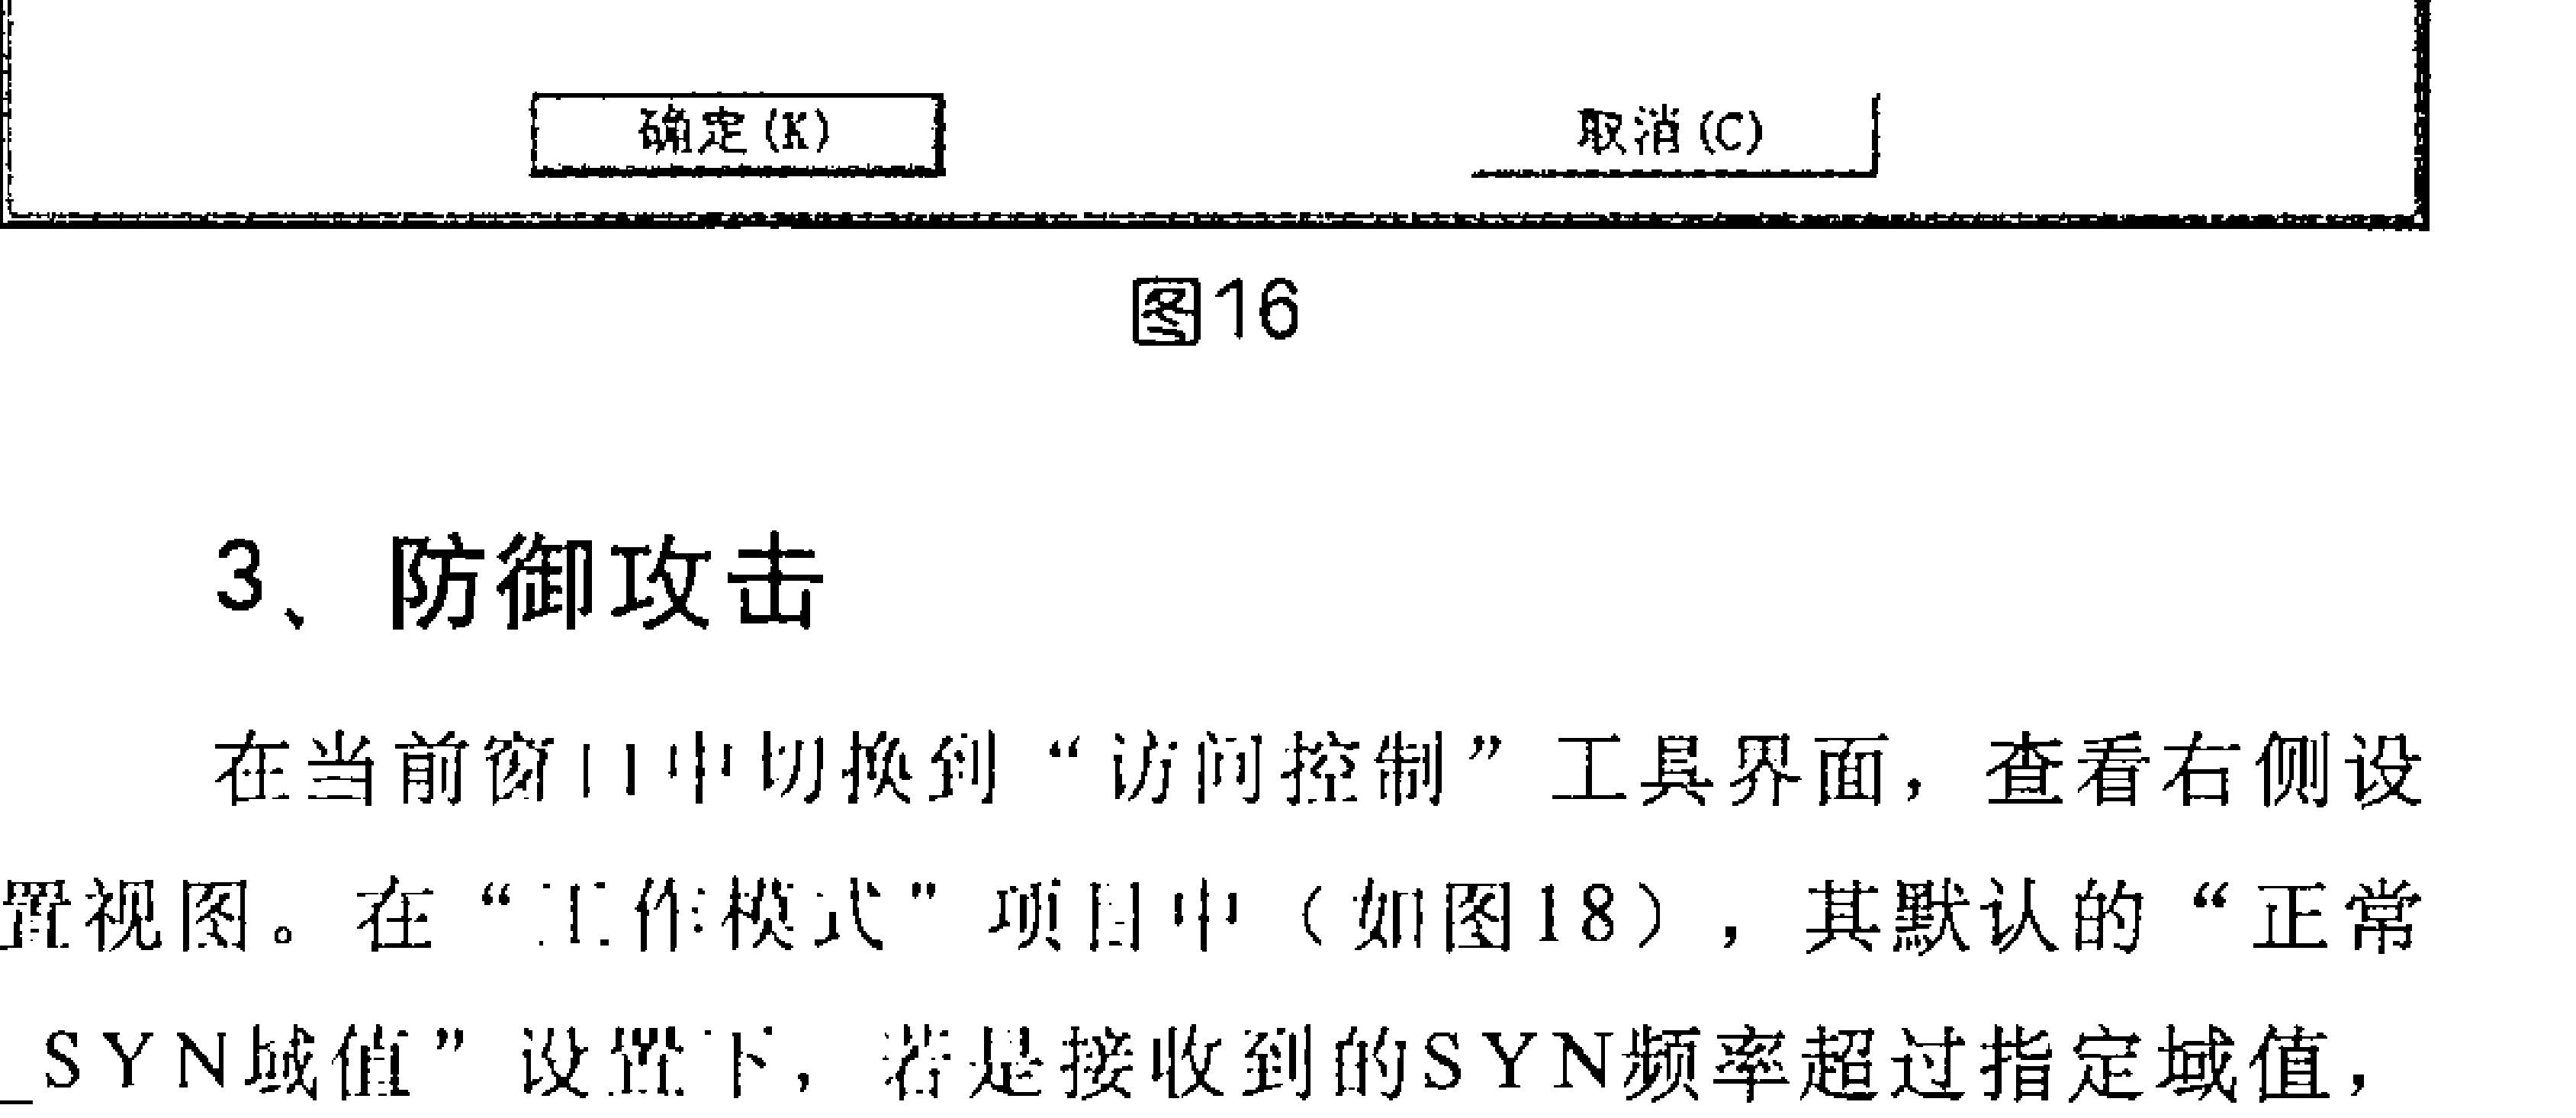 确定(K) 取消(C)
图16
3、防御攻击
在当前窗口中切换到“访问控制”工具界面，查看右侧设
置视图。在“工作模式”项目中（如图18），其默认的“正常
_SYN域值”设置下，若是接收到的SYN频率超过指定域值，